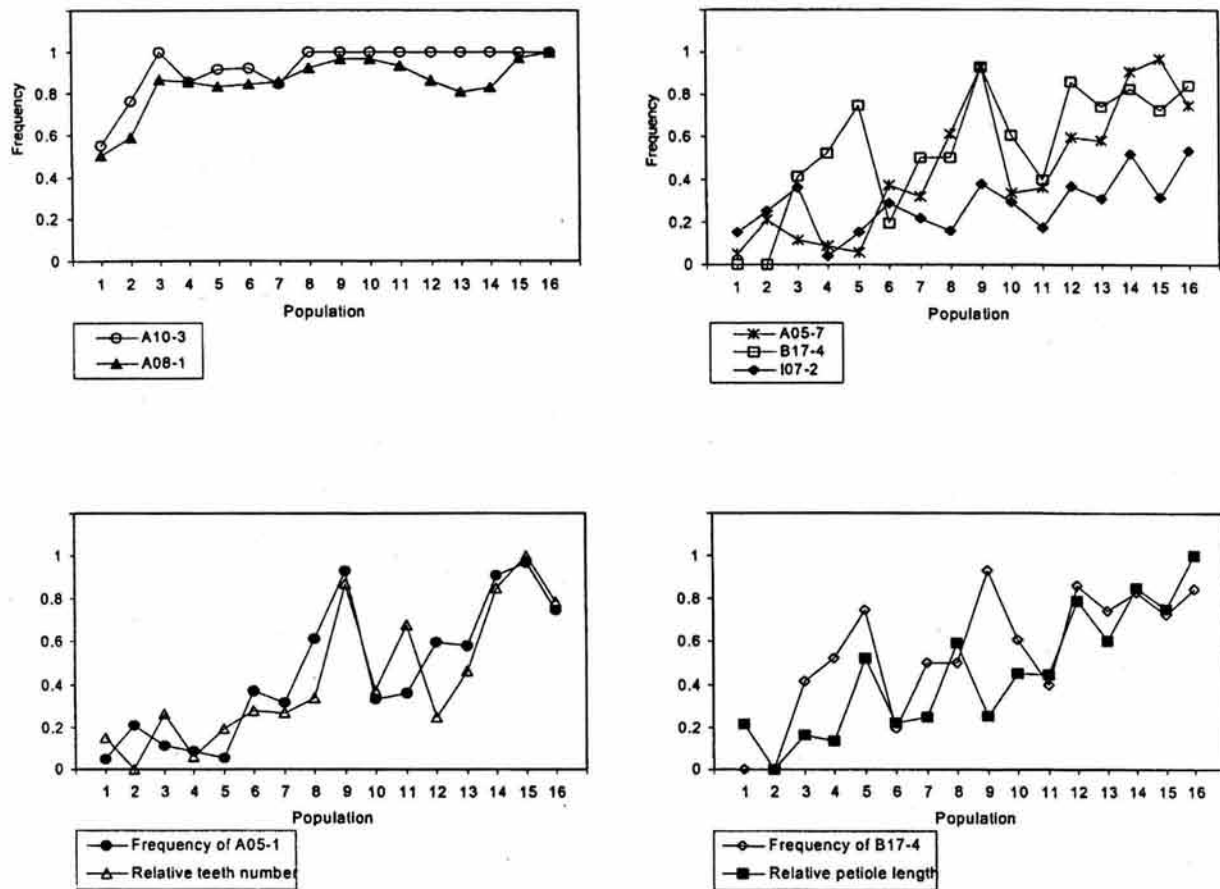 Frequency
1
0.8
0.6
0.4
0.2
0
1 2 3 4 5 6 7 8 9 10 11 12 13 14 15 16
Population
A10-3
A08-1
Frequency
1
0.8
0.6
0.4
0.2
0
1 2 3 4 5 6 7 8 9 10 11 12 13 14 15 16
Population
A05-7
B17-4
I07-2
1
0.8
0.6
0.4
0.2
0
1 2 3 4 5 6 7 8 9 10 11 12 13 14 15 16
Population
Frequency of A05-1
Relative teeth number
1
0.8
0.6
0.4
0.2
0
1 2 3 4 5 6 7 8 9 10 11 12 13 14 15 16
Population
Frequency of B17-4
Relative petiole length